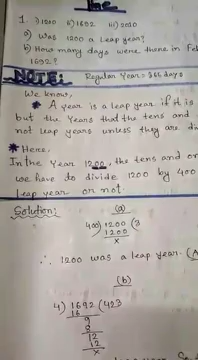 1. i) 1200 ii) 1692 iii) 2010
a) Was 1200 a leap year?
b) How many days were there in Feb
1692?
NOTE: Regular Year = 365 days
We know,
* A year is a leap year if it is
but the years that the tens and
not leap years unless they are
* Here,
In the year 1200, the tens and
we have to divide 1200 by 400
leap year or not
Solution:
(a)
400) 1200 (3
1200
x
∴ 1200 was a leap year.
(b)
4) 1692 (423
16
9
8
12
12
x